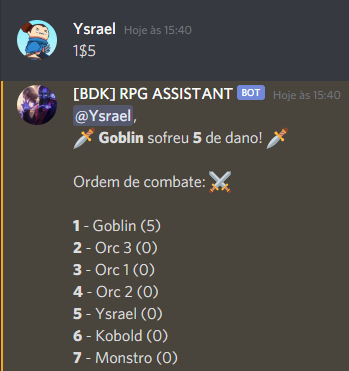 Ysrael Hoje às 15:40
1$5
[BDK] RPG ASSISTANT BOT Hoje às 15:40
@Ysrael,
Goblin sofreu 5 de dano!
Ordem de combate:
1 - Goblin (5)
2 - Orc 3 (0)
3 - Orc 1 (0)
4 - Orc 2 (0)
5 - Ysrael (0)
6 - Kobold (0)
7 - Monstro (0)